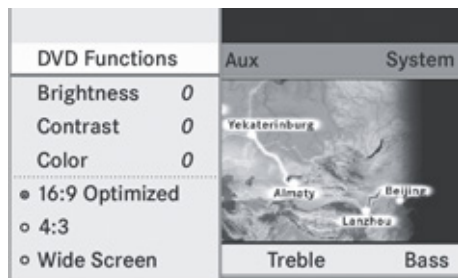 DVD Functions Aux System
Brightness 0
Contrast 0
Color 0
16:9 Optimized
4:3
Wide Screen
Yekaterinburg
Almaty
Beijing
Lanzhou
Treble Bass